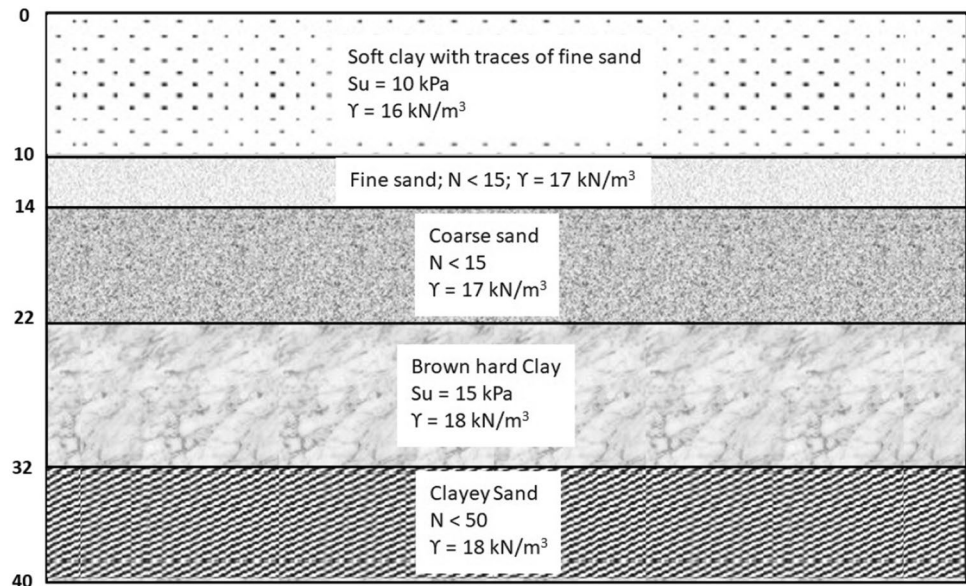 0
Soft clay with traces of fine sand
Su = 10 kPa
ϒ = 16 kN/m³
10
Fine sand; N < 15; ϒ = 17 kN/m³
14
Coarse sand
N < 15
ϒ = 17 kN/m³
22
Brown hard Clay
Su = 15 kPa
ϒ = 18 kN/m³
32
Clayey Sand
N < 50
ϒ = 18 kN/m³
40